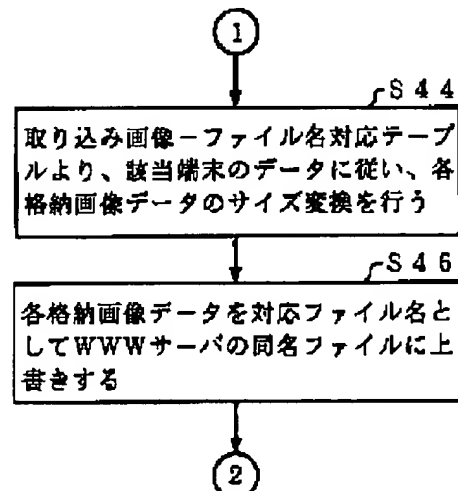 1
S44
取り込み画像-ファイル名対応テーブ
ルより、該当端末のデータに従い、各
格納画像データのサイズ変換を行う
S46
各格納画像データを対応ファイル名と
してWWWサーバの同名ファイルに上
書きする
2